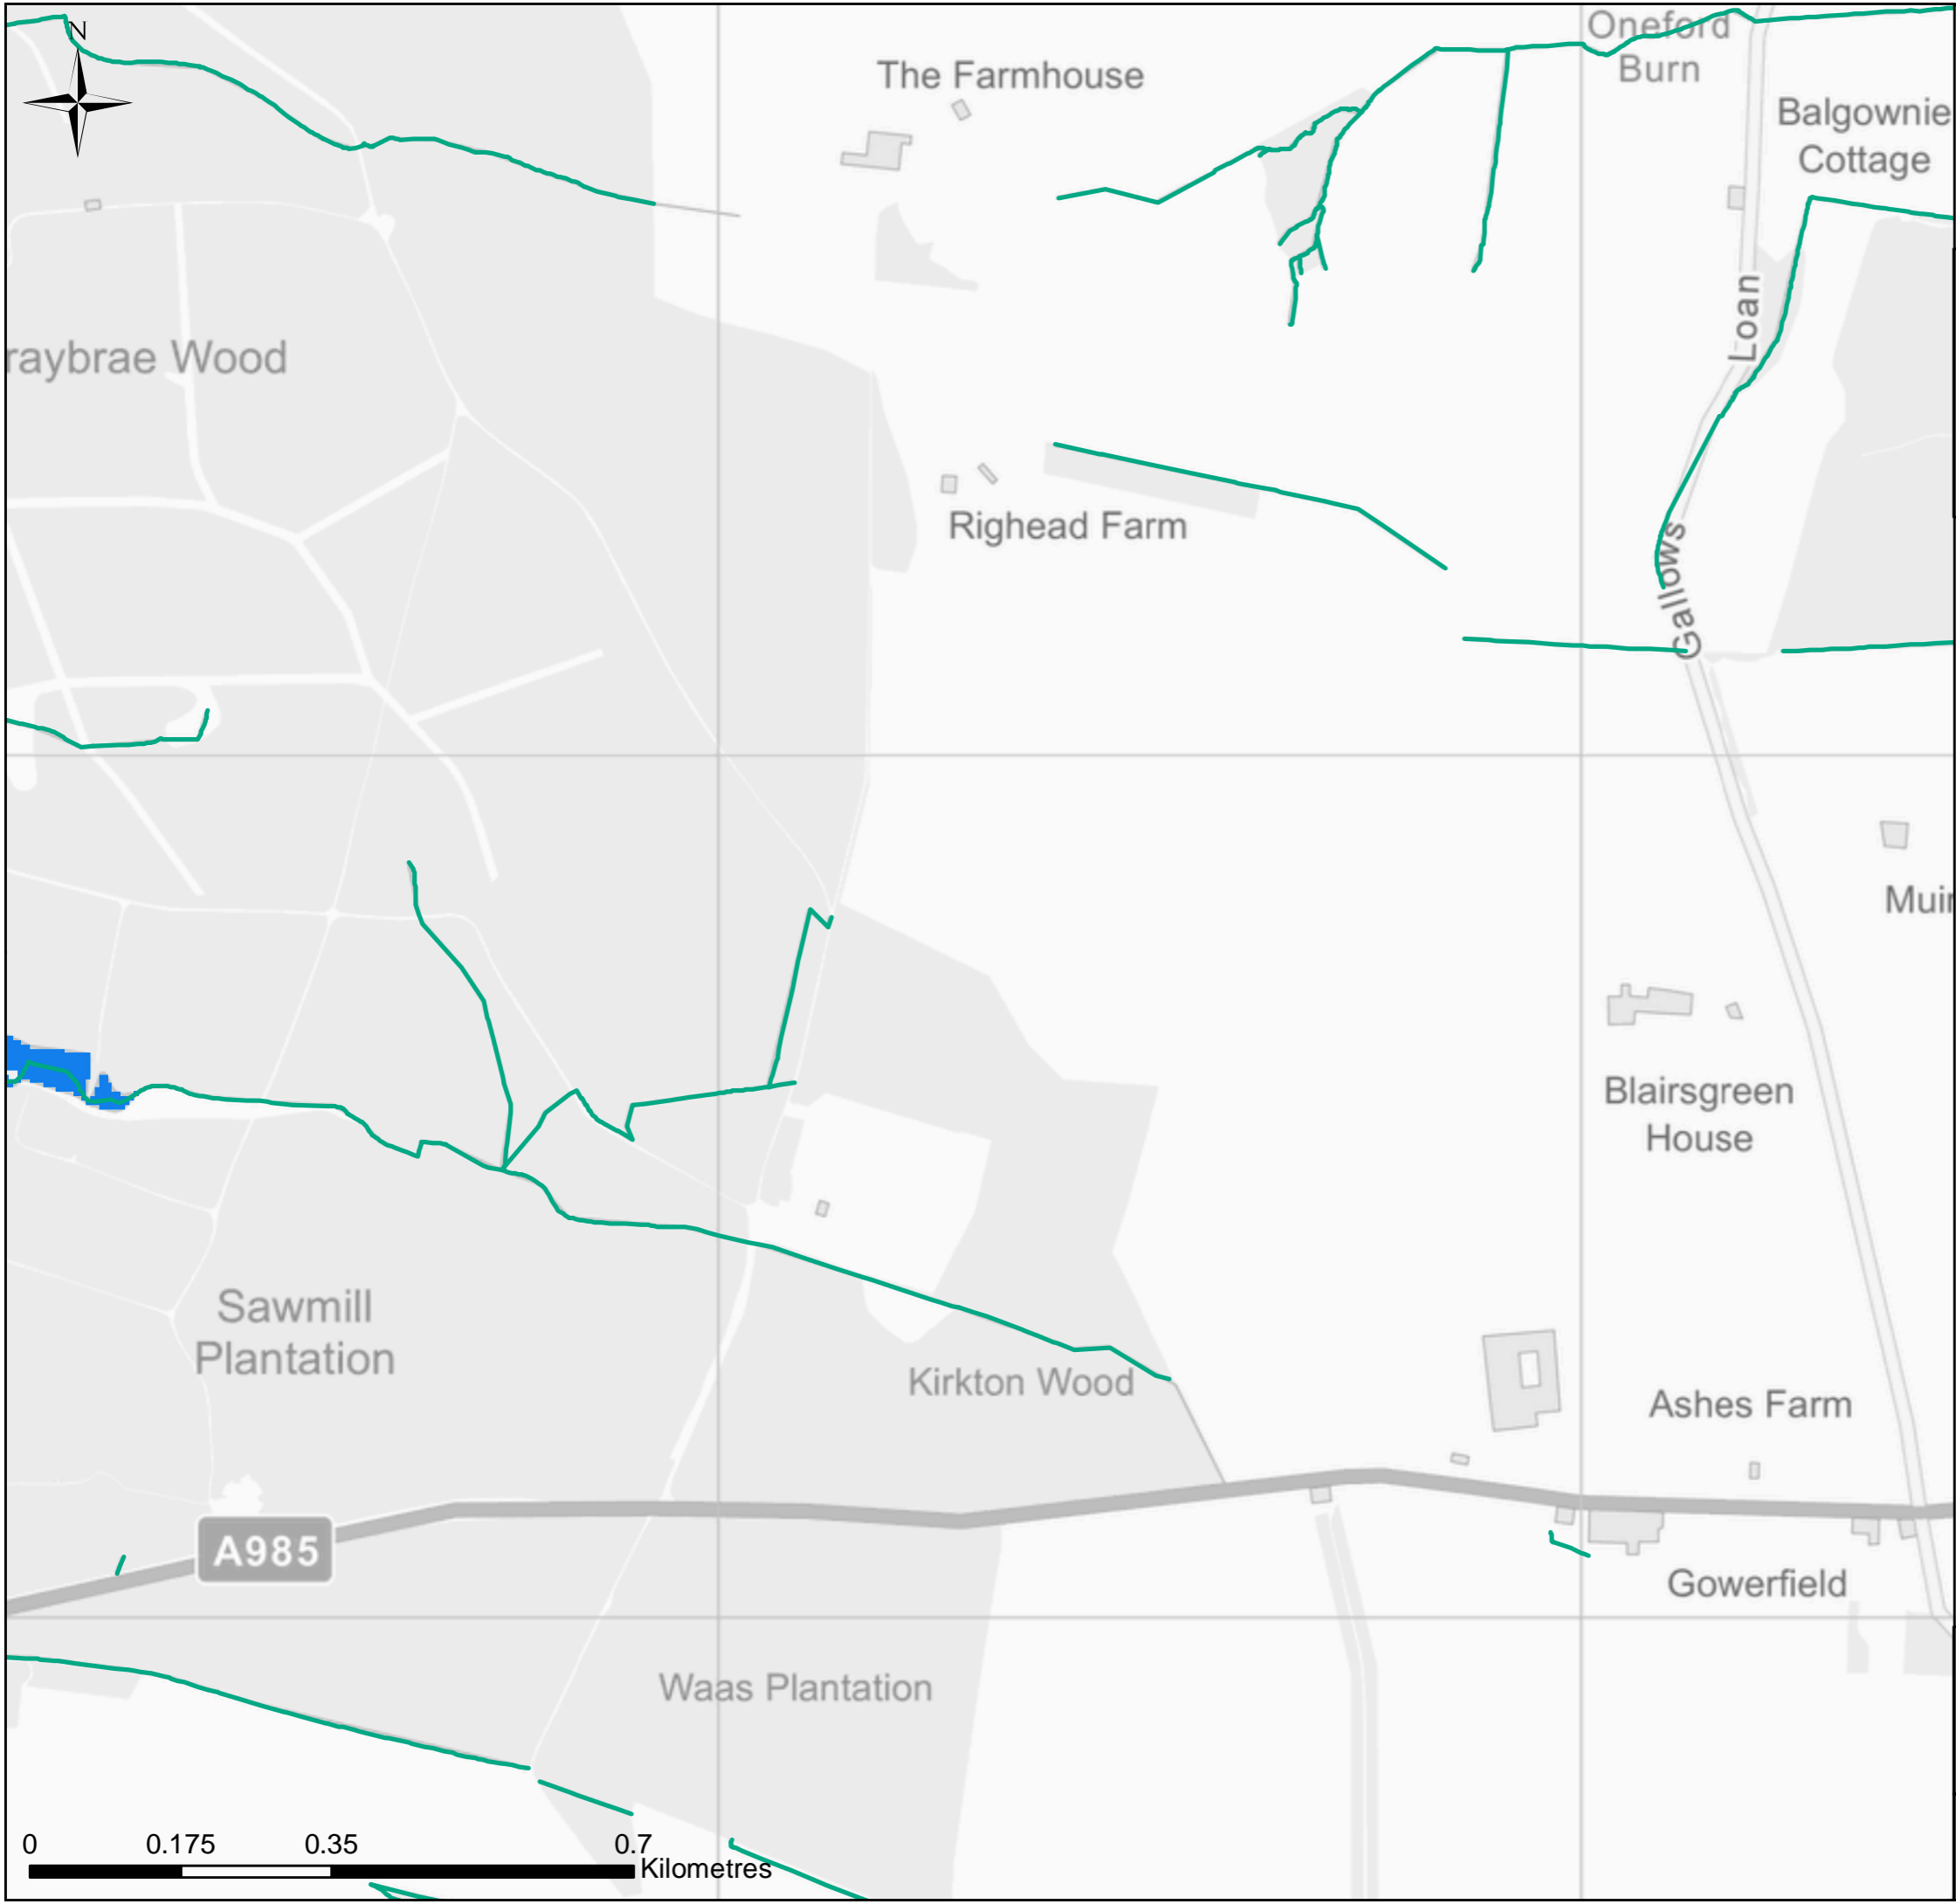 N
Oneford
Burn
The Farmhouse
Balgownie
Cottage
Loan
raybrae Wood
Righead Farm
Gallows
Muir
Blairsgreen
House
Sawmill
Plantation
Kirkton Wood
Ashes Farm
A985
Gowerfield
Waas Plantation
0 0.175 0.35 0.7
Kilometres